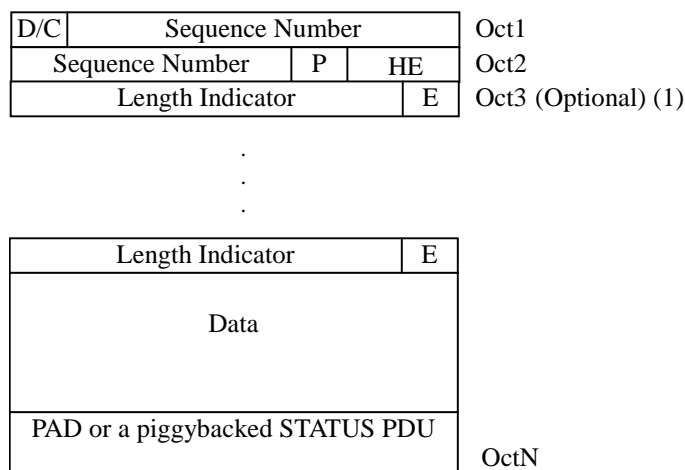 D/C Sequence Number Oct1
Sequence Number P HE Oct2
Length Indicator E Oct3 (Optional) (1)
.
.
.
Length Indicator E
Data
PAD or a piggybacked STATUS PDU
OctN